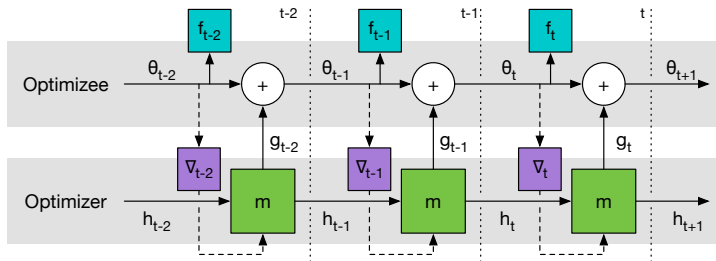 t-2 t-1 t
f_{t-2} f_{t-1} f_t
θ_{t-2} + θ_{t-1} + θ_t + θ_{t+1}
Optimizee
g_{t-2} g_{t-1} g_t
∇_{t-2} ∇_{t-1} ∇_t
Optimizer m m m
h_{t-2} h_{t-1} h_t h_{t+1}